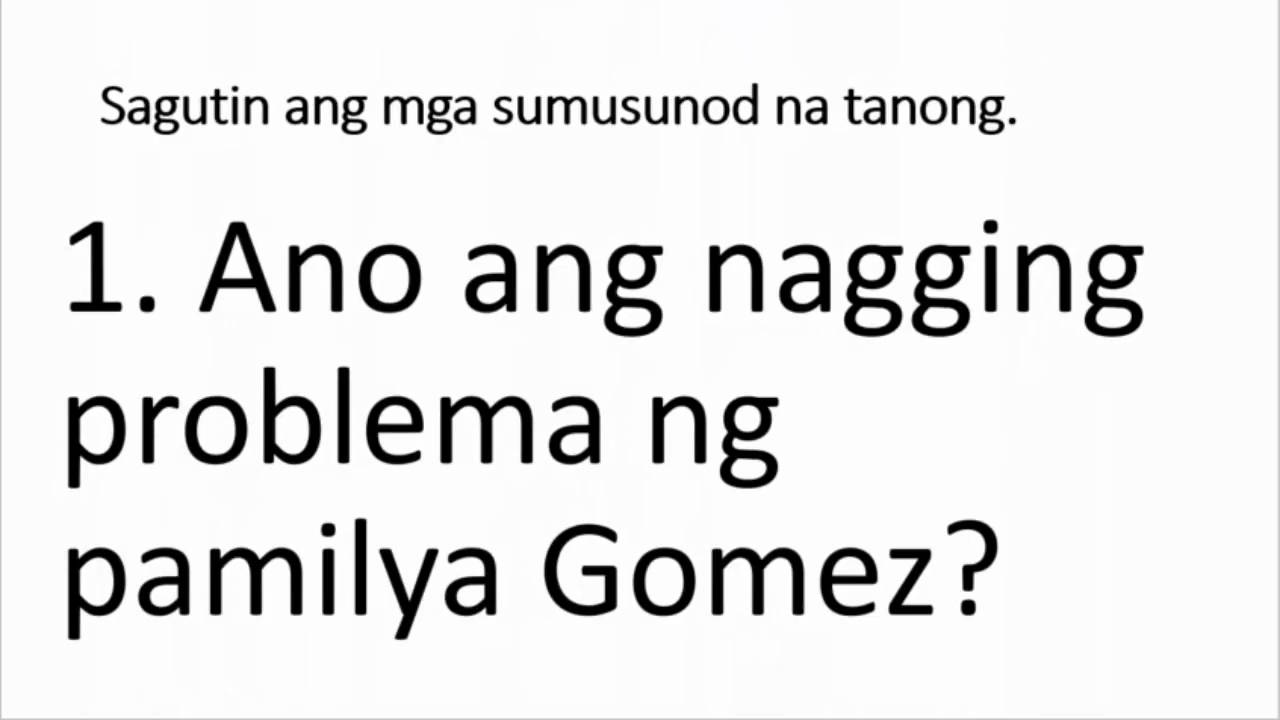 Sagutin ang mga sumusunod na tanong.
1. Ano ang nagging
problema ng
pamilya Gomez?